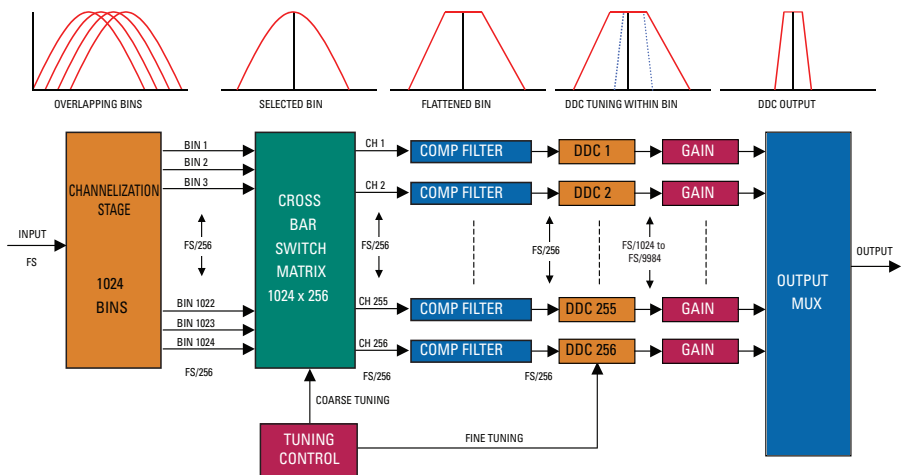 OVERLAPPING BINS
SELECTED BIN
FLATTENED BIN
DDC TUNING WITHIN BIN
DDC OUTPUT
INPUT
FS
CHANNELIZATION
STAGE
1024
BINS
BIN 1
BIN 2
BIN 3
FS/256
BIN 1022
BIN 1023
BIN 1024
FS/256
CROSS
BAR
SWITCH
MATRIX
1024 x 256
CH 1
CH 2
FS/256
CH 255
CH 256
FS/256
COMP FILTER
COMP FILTER
COMP FILTER
COMP FILTER
FS/256
FS/256
DDC 1
DDC 2
DDC 255
DDC 256
FS/1024 to
FS/9984
GAIN
GAIN
GAIN
GAIN
OUTPUT
MUX
OUTPUT
COARSE TUNING
TUNING
CONTROL
FINE TUNING